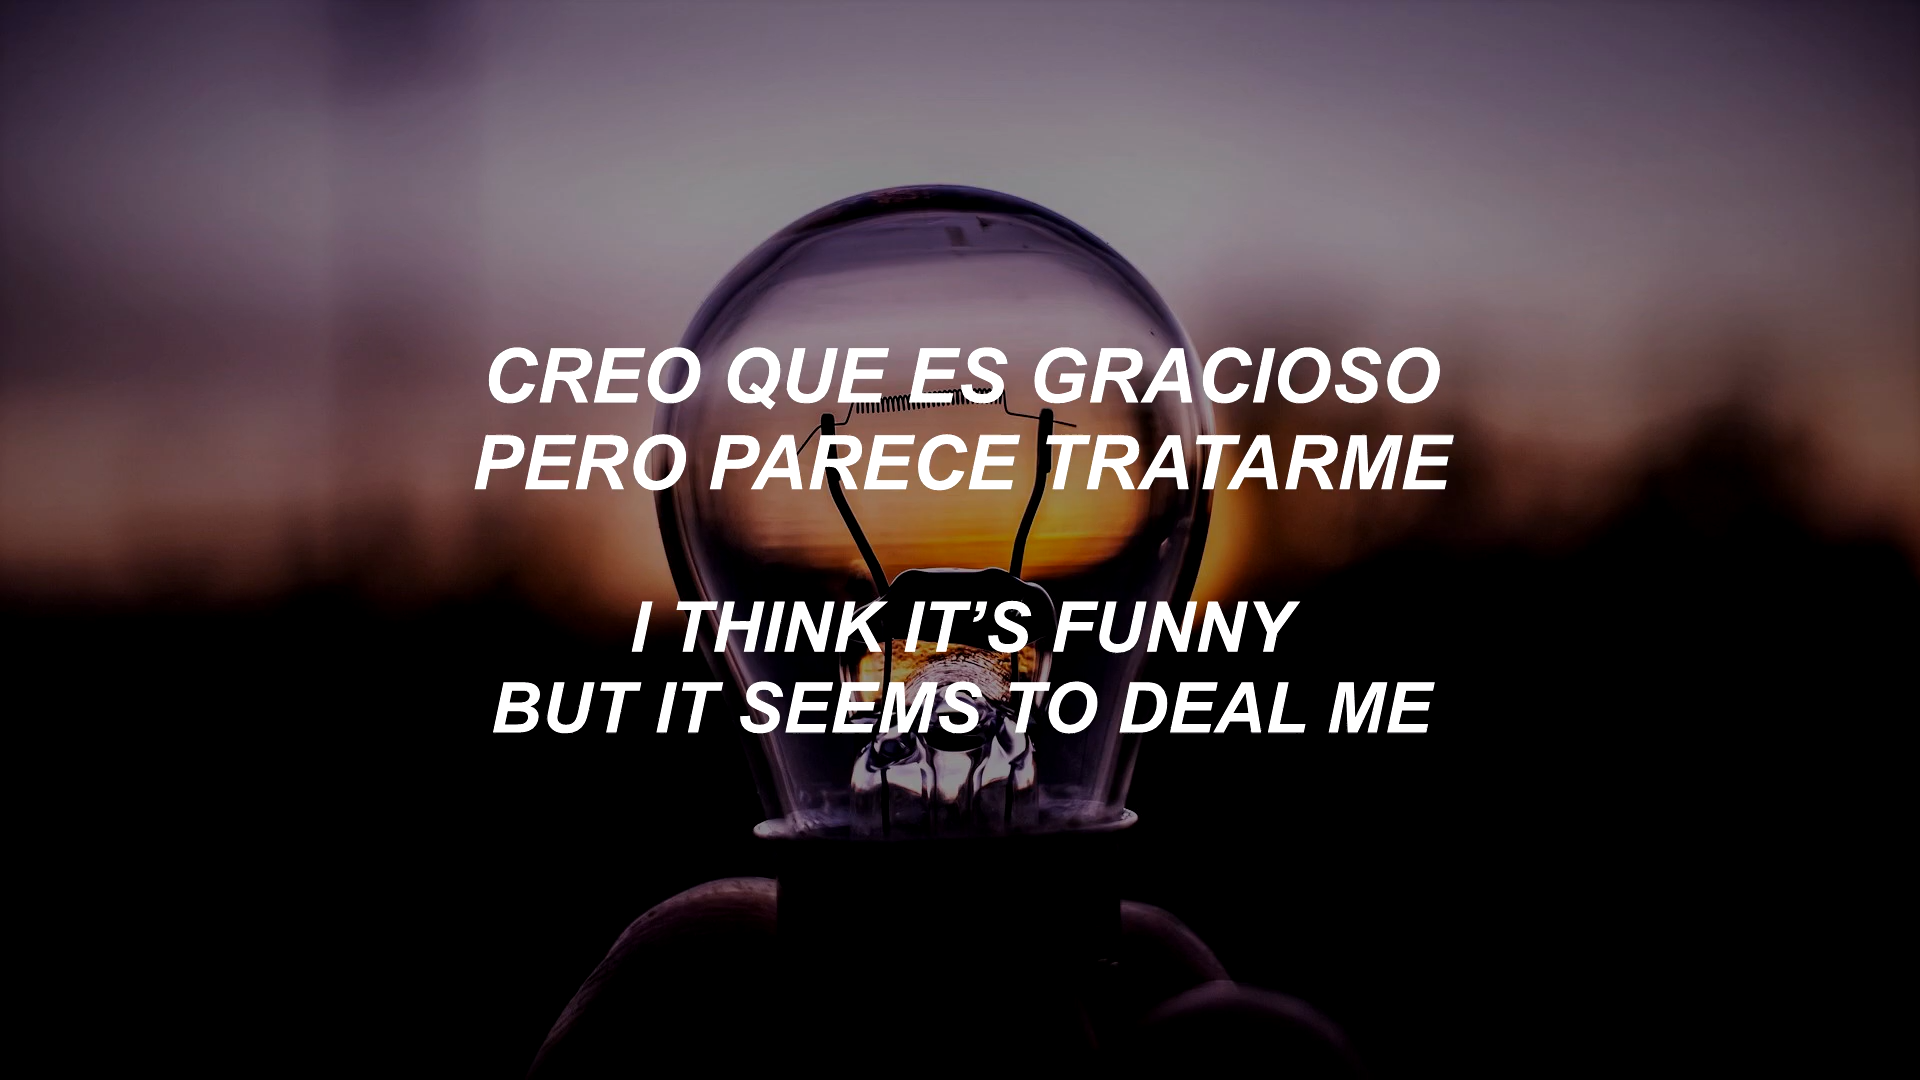 CREO QUE ES GRACIOSO
PERO PARECE TRATARME
I THINK IT’S FUNNY
BUT IT SEEMS TO DEAL ME